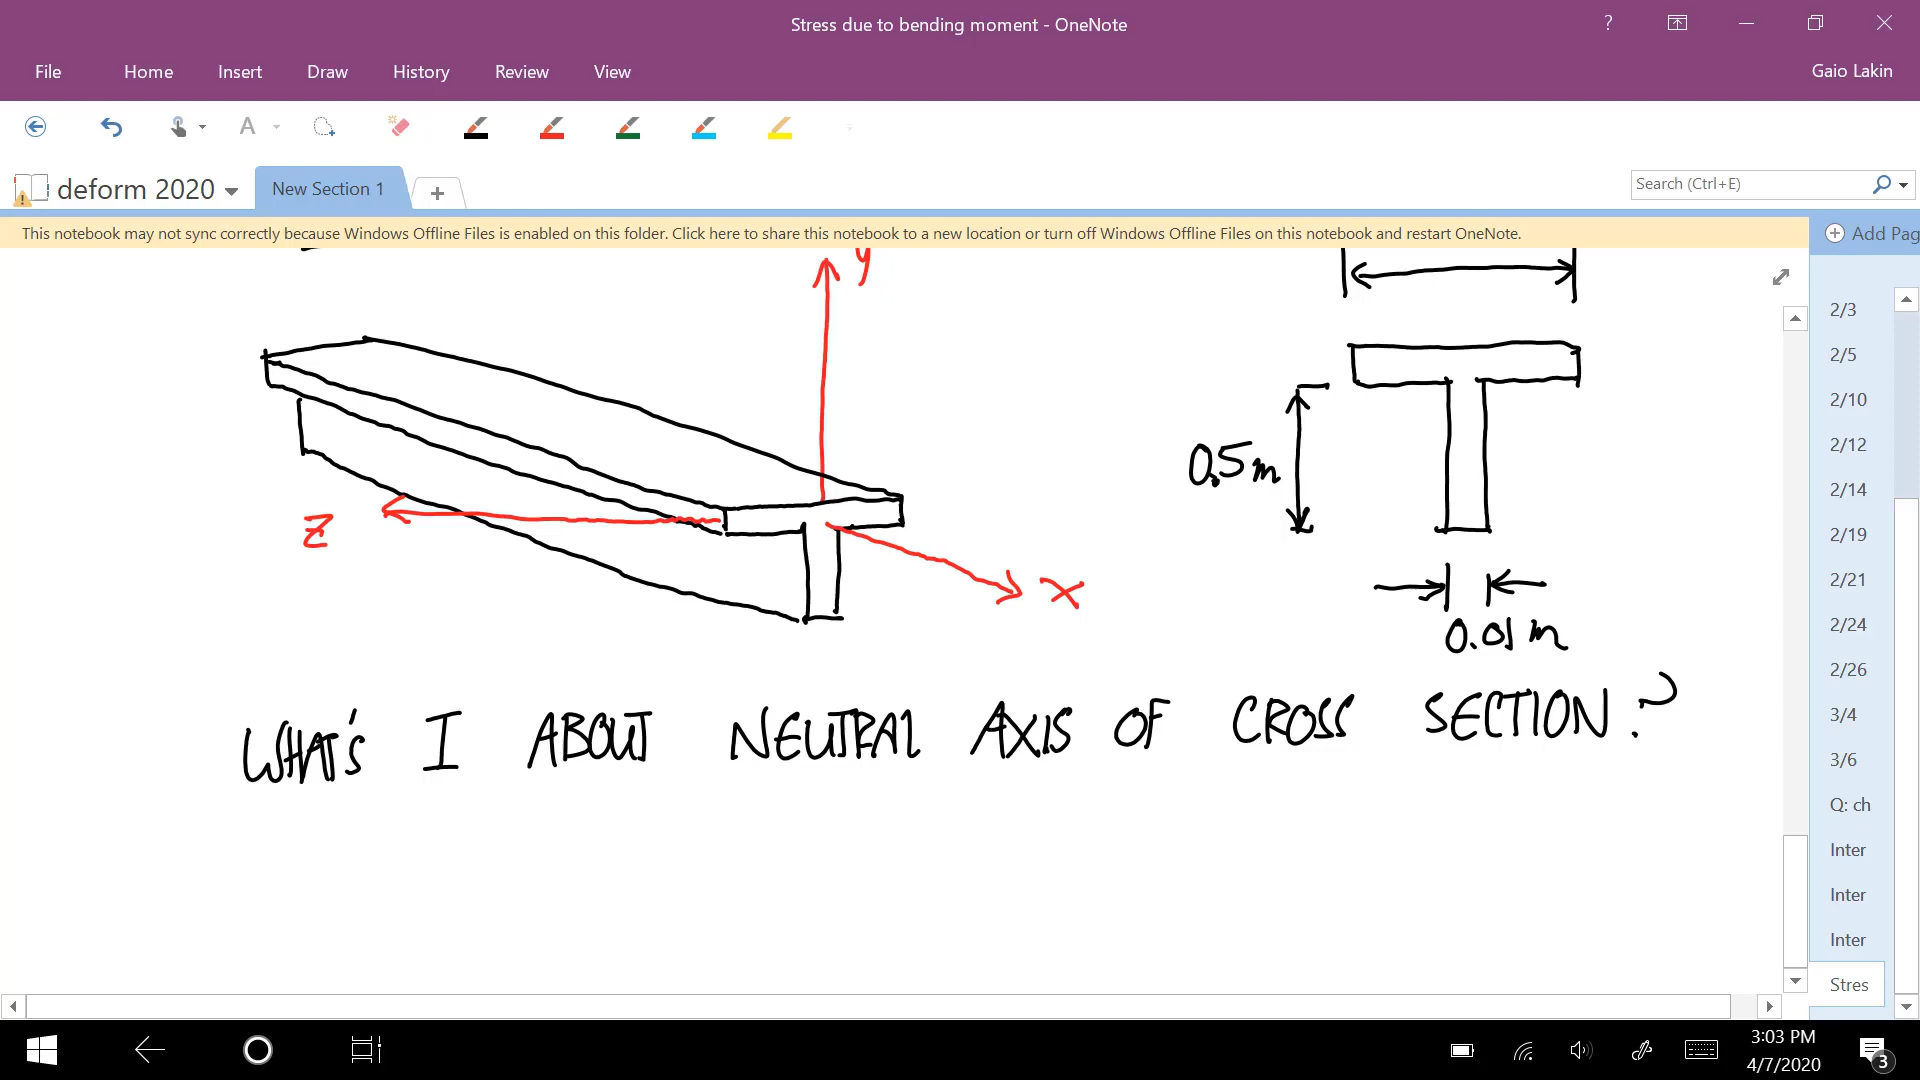 Stress due to bending moment - OneNote
?
File Home Insert Draw History Review View
Gaio Lakin
A
deform 2020
New Section 1
+
Search (Ctrl+E)
This notebook may not sync correctly because Windows Offline Files is enabled on this folder. Click here to share this notebook to a new location or turn off Windows Offline Files on this notebook and restart OneNote.
Add Pag
y
z
x
0.5m
0.01 m
WHAT'S I ABOUT NEUTRAL AXIS OF CROSS SECTION?
2/3
2/5
2/10
2/12
2/14
2/19
2/21
2/24
2/26
3/4
3/6
Q: ch
Inter
Inter
Inter
Stres
3:03 PM
4/7/2020
3